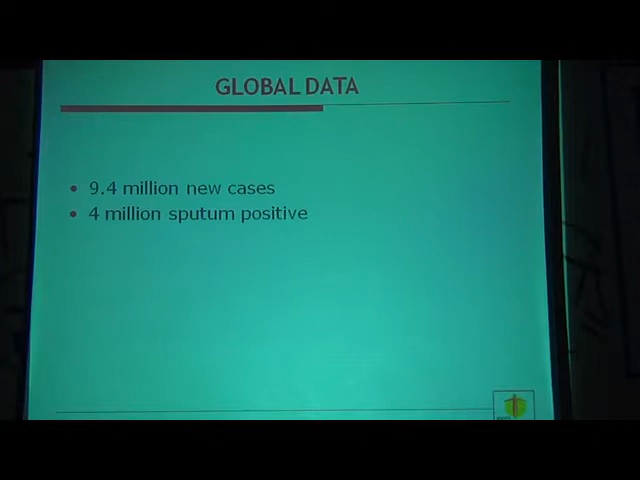 GLOBAL DATA
• 9.4 million new cases
• 4 million sputum positive